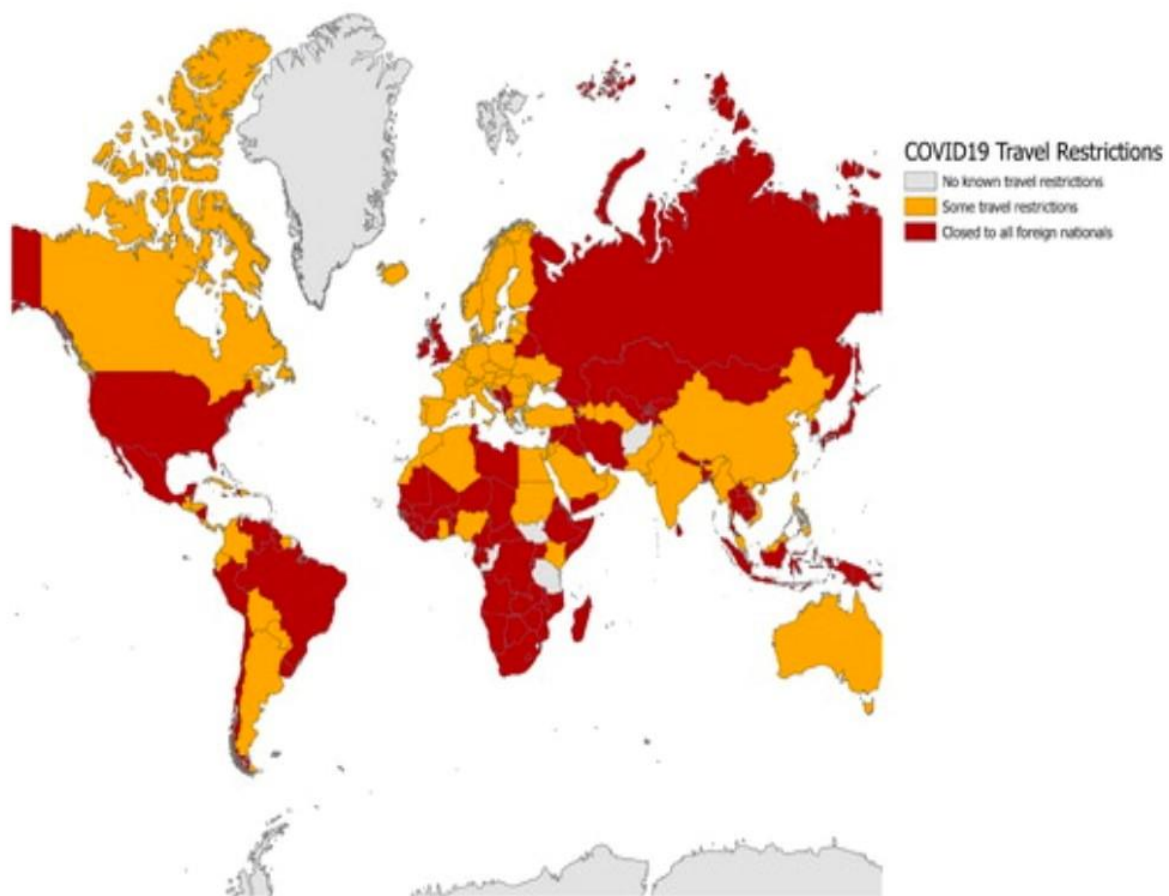 COVID19 Travel Restrictions
No known travel restrictions
Some travel restrictions
Closed to all foreign nationals